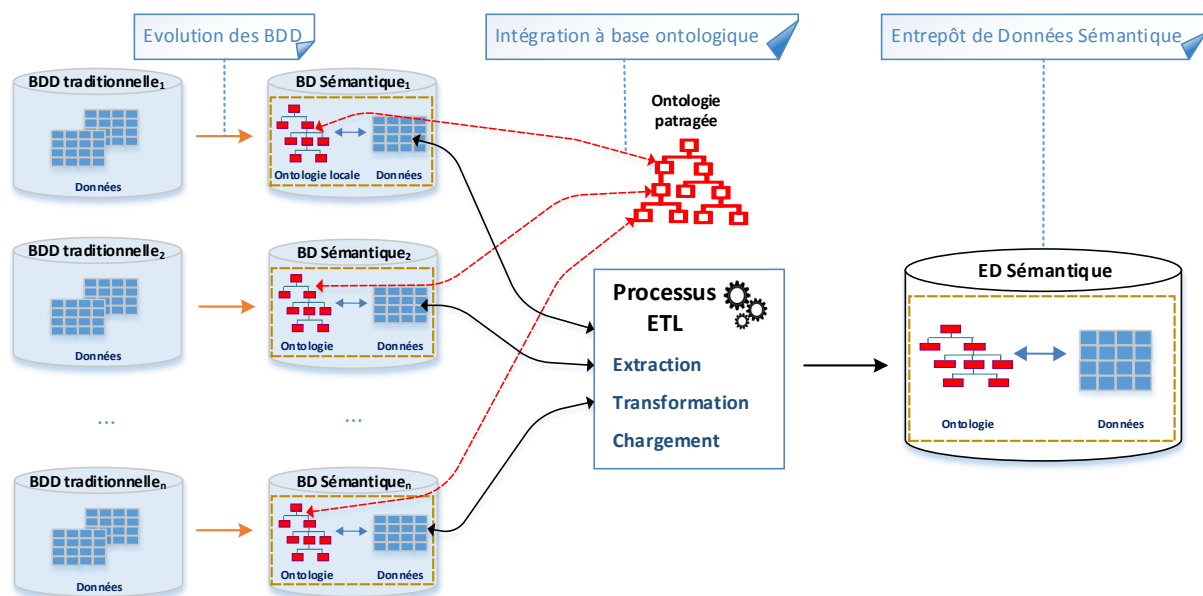 Evolution des BDD
Intégration à base ontologique
Entrepôt de Données Sémantique
BDD traditionnelle₁
Données
BD Sémantique₁
Ontologie locale
Données
Ontologie
patragée
BDD traditionnelle₂
Données
BD Sémantique₂
Ontologie
Données
...
...
BDD traditionnelleₙ
Données
BD Sémantiqueₙ
Ontologie
Données
Processus
ETL
Extraction
Transformation
Chargement
ED Sémantique
Ontologie
Données